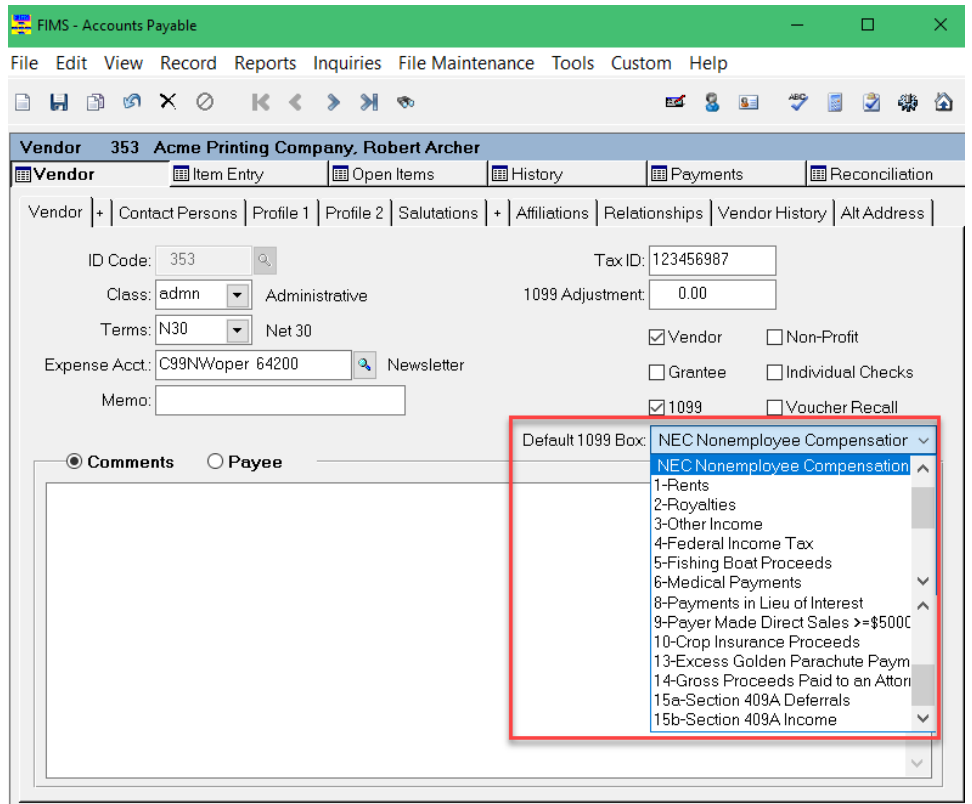 FIMS - Accounts Payable
File Edit View Record Reports Inquiries File Maintenance Tools Custom Help
ABC
Vendor 353 Acme Printing Company, Robert Archer
Vendor Item Entry Open Items History Payments Reconciliation
Vendor + Contact Persons Profile 1 Profile 2 Salutations + Affiliations Relationships Vendor History Alt Address
ID Code: 353 Tax ID: 123456987
Class: admn Administrative 1099 Adjustment: 0.00
Terms: N30 Net 30 Vendor Non-Profit
Expense Acct.: C99NWoper 64200 Newsletter Grantee Individual Checks
Memo: 1099 Voucher Recall
Default 1099 Box: NEC Nonemployee Compensation
Comments Payee
NEC Nonemployee Compensation
1-Rents
2-Royalties
3-Other Income
4-Federal Income Tax
5-Fishing Boat Proceeds
6-Medical Payments
8-Payments in Lieu of Interest
9-Payer Made Direct Sales >=$5000
10-Crop Insurance Proceeds
13-Excess Golden Parachute Paym
14-Gross Proceeds Paid to an Attorn
15a-Section 409A Deferrals
15b-Section 409A Income